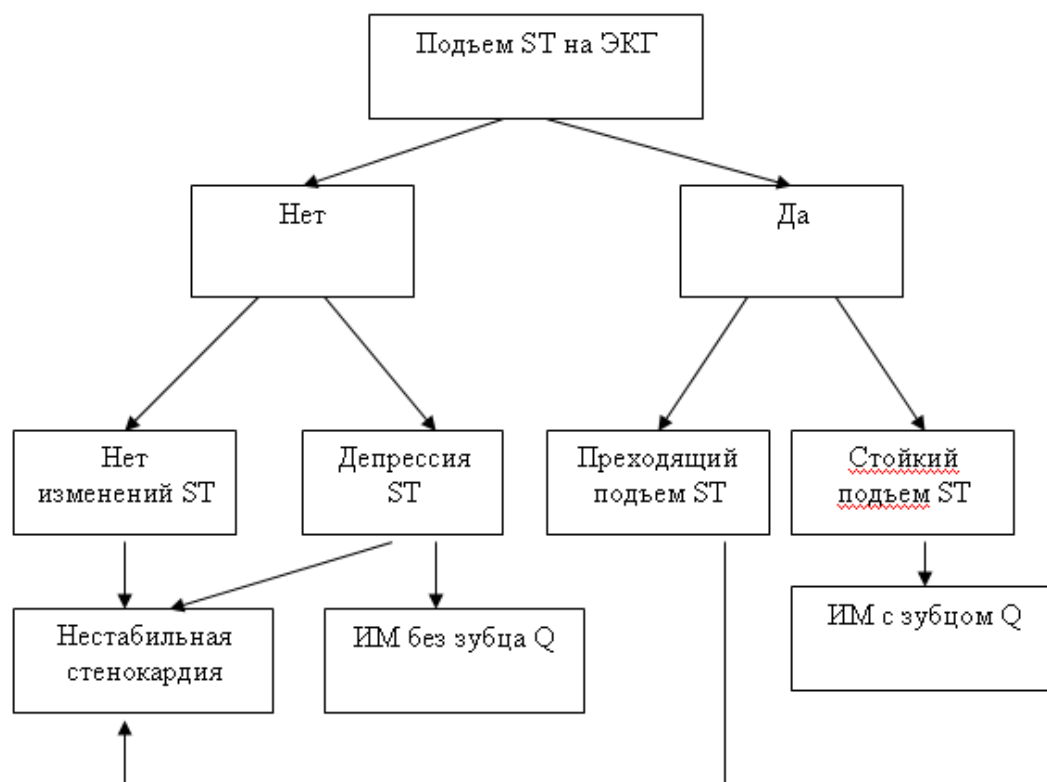 Подъем ST на ЭКГ
Нет
Да
Нет
изменений ST
Депрессия
ST
Преходящий
подъем ST
Стойкий
подъем ST
Нестабильная
стенокардия
ИМ без зубца Q
ИМ с зубцом Q